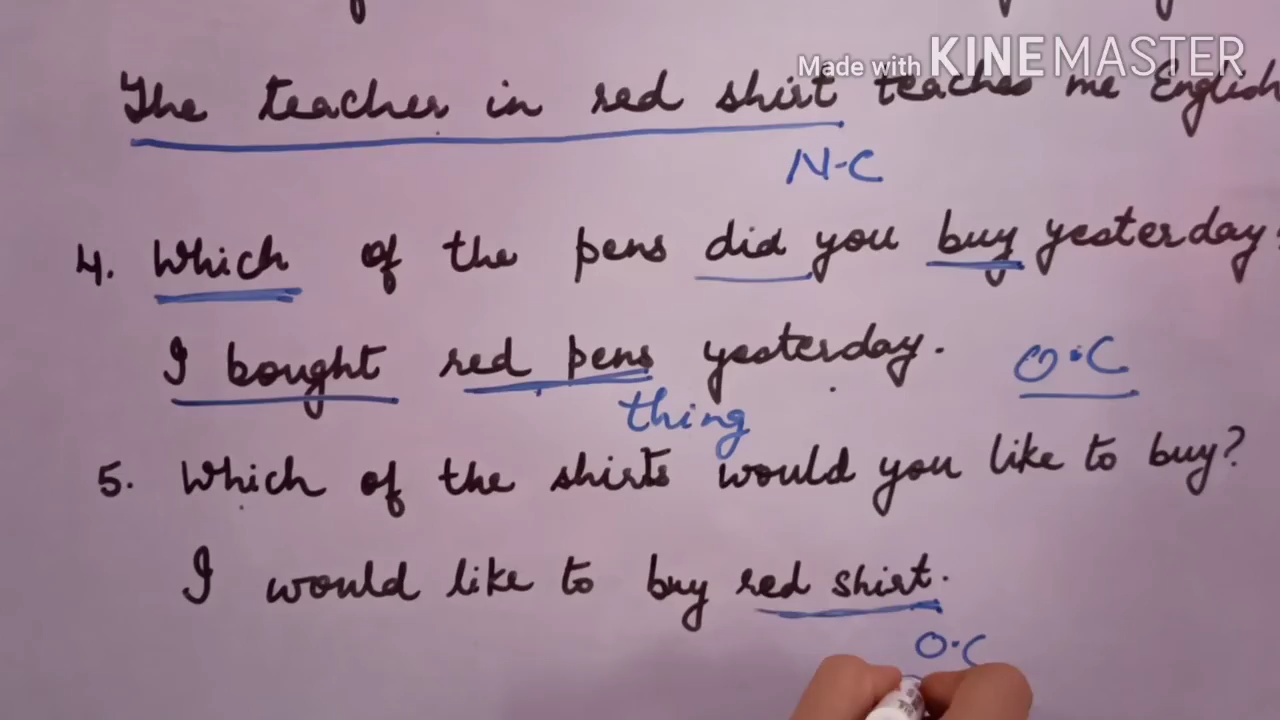 Made with KINEMASTER
The teacher in red shirt teaches me English
N.C
4. Which of the pens did you buy yesterday?
I bought red pens yesterday. O.C
thing
5. Which of the shirts would you like to buy?
I would like to buy red shirt.
O.C